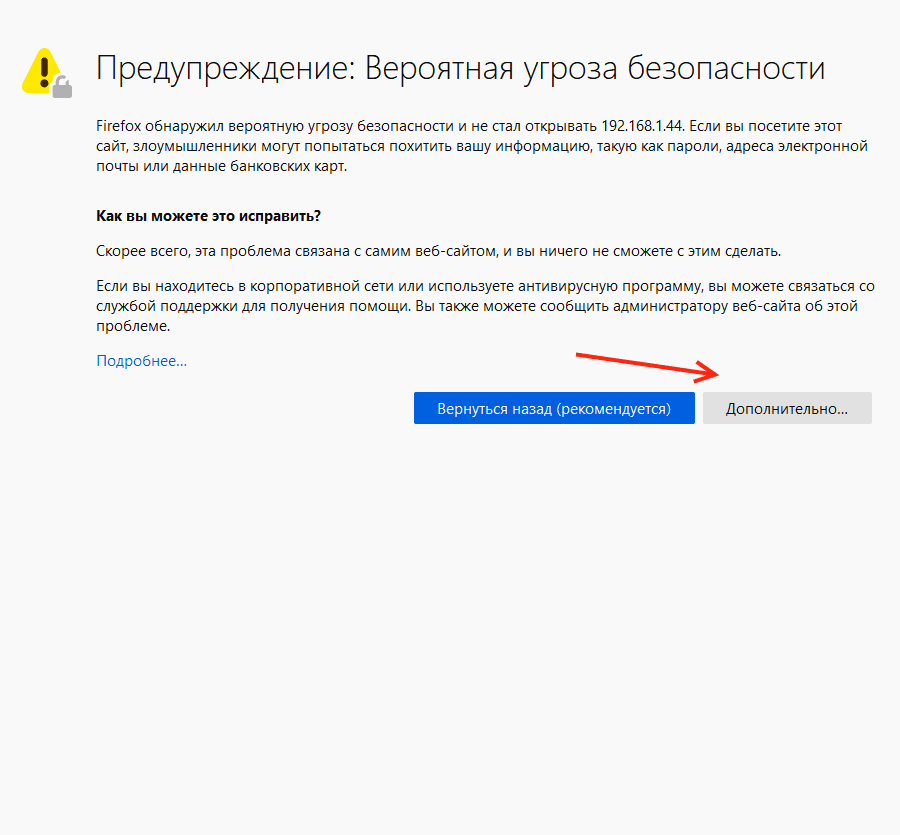 Предупреждение: Вероятная угроза безопасности
Firefox обнаружил вероятную угрозу безопасности и не стал открывать 192.168.1.44. Если вы посетите этот
сайт, злоумышленники могут попытаться похитить вашу информацию, такую как пароли, адреса электронной
почты или данные банковских карт.
Как вы можете это исправить?
Скорее всего, эта проблема связана с самим веб-сайтом, и вы ничего не сможете с этим сделать.
Если вы находитесь в корпоративной сети или используете антивирусную программу, вы можете связаться со
службой поддержки для получения помощи. Вы также можете сообщить администратору веб-сайта об этой
проблеме.
Подробнее...
Вернуться назад (рекомендуется) Дополнительно...